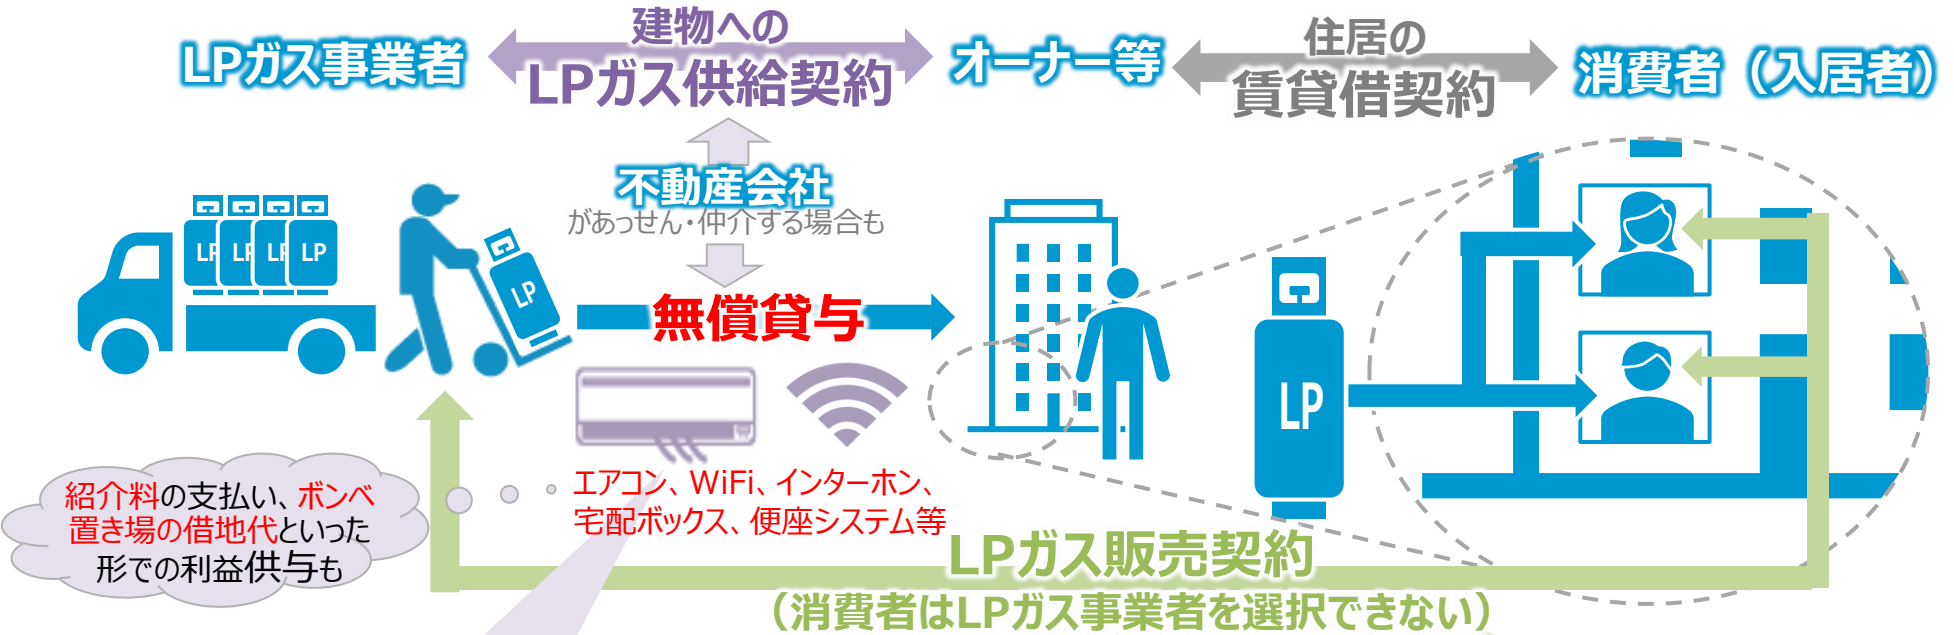 LPガス事業者
建物への
LPガス供給契約
オーナー等
住居の
賃貸借契約
消費者（入居者）
不動産会社
があっせん・仲介する場合も
LP
LP
LP
LP
LP
無償貸与
LP
エアコン、WiFi、インターホン、
宅配ボックス、便座システム等
紹介料の支払い、ボンベ
置き場の借地代といった
形での利益供与も
LPガス販売契約
（消費者はLPガス事業者を選択できない）